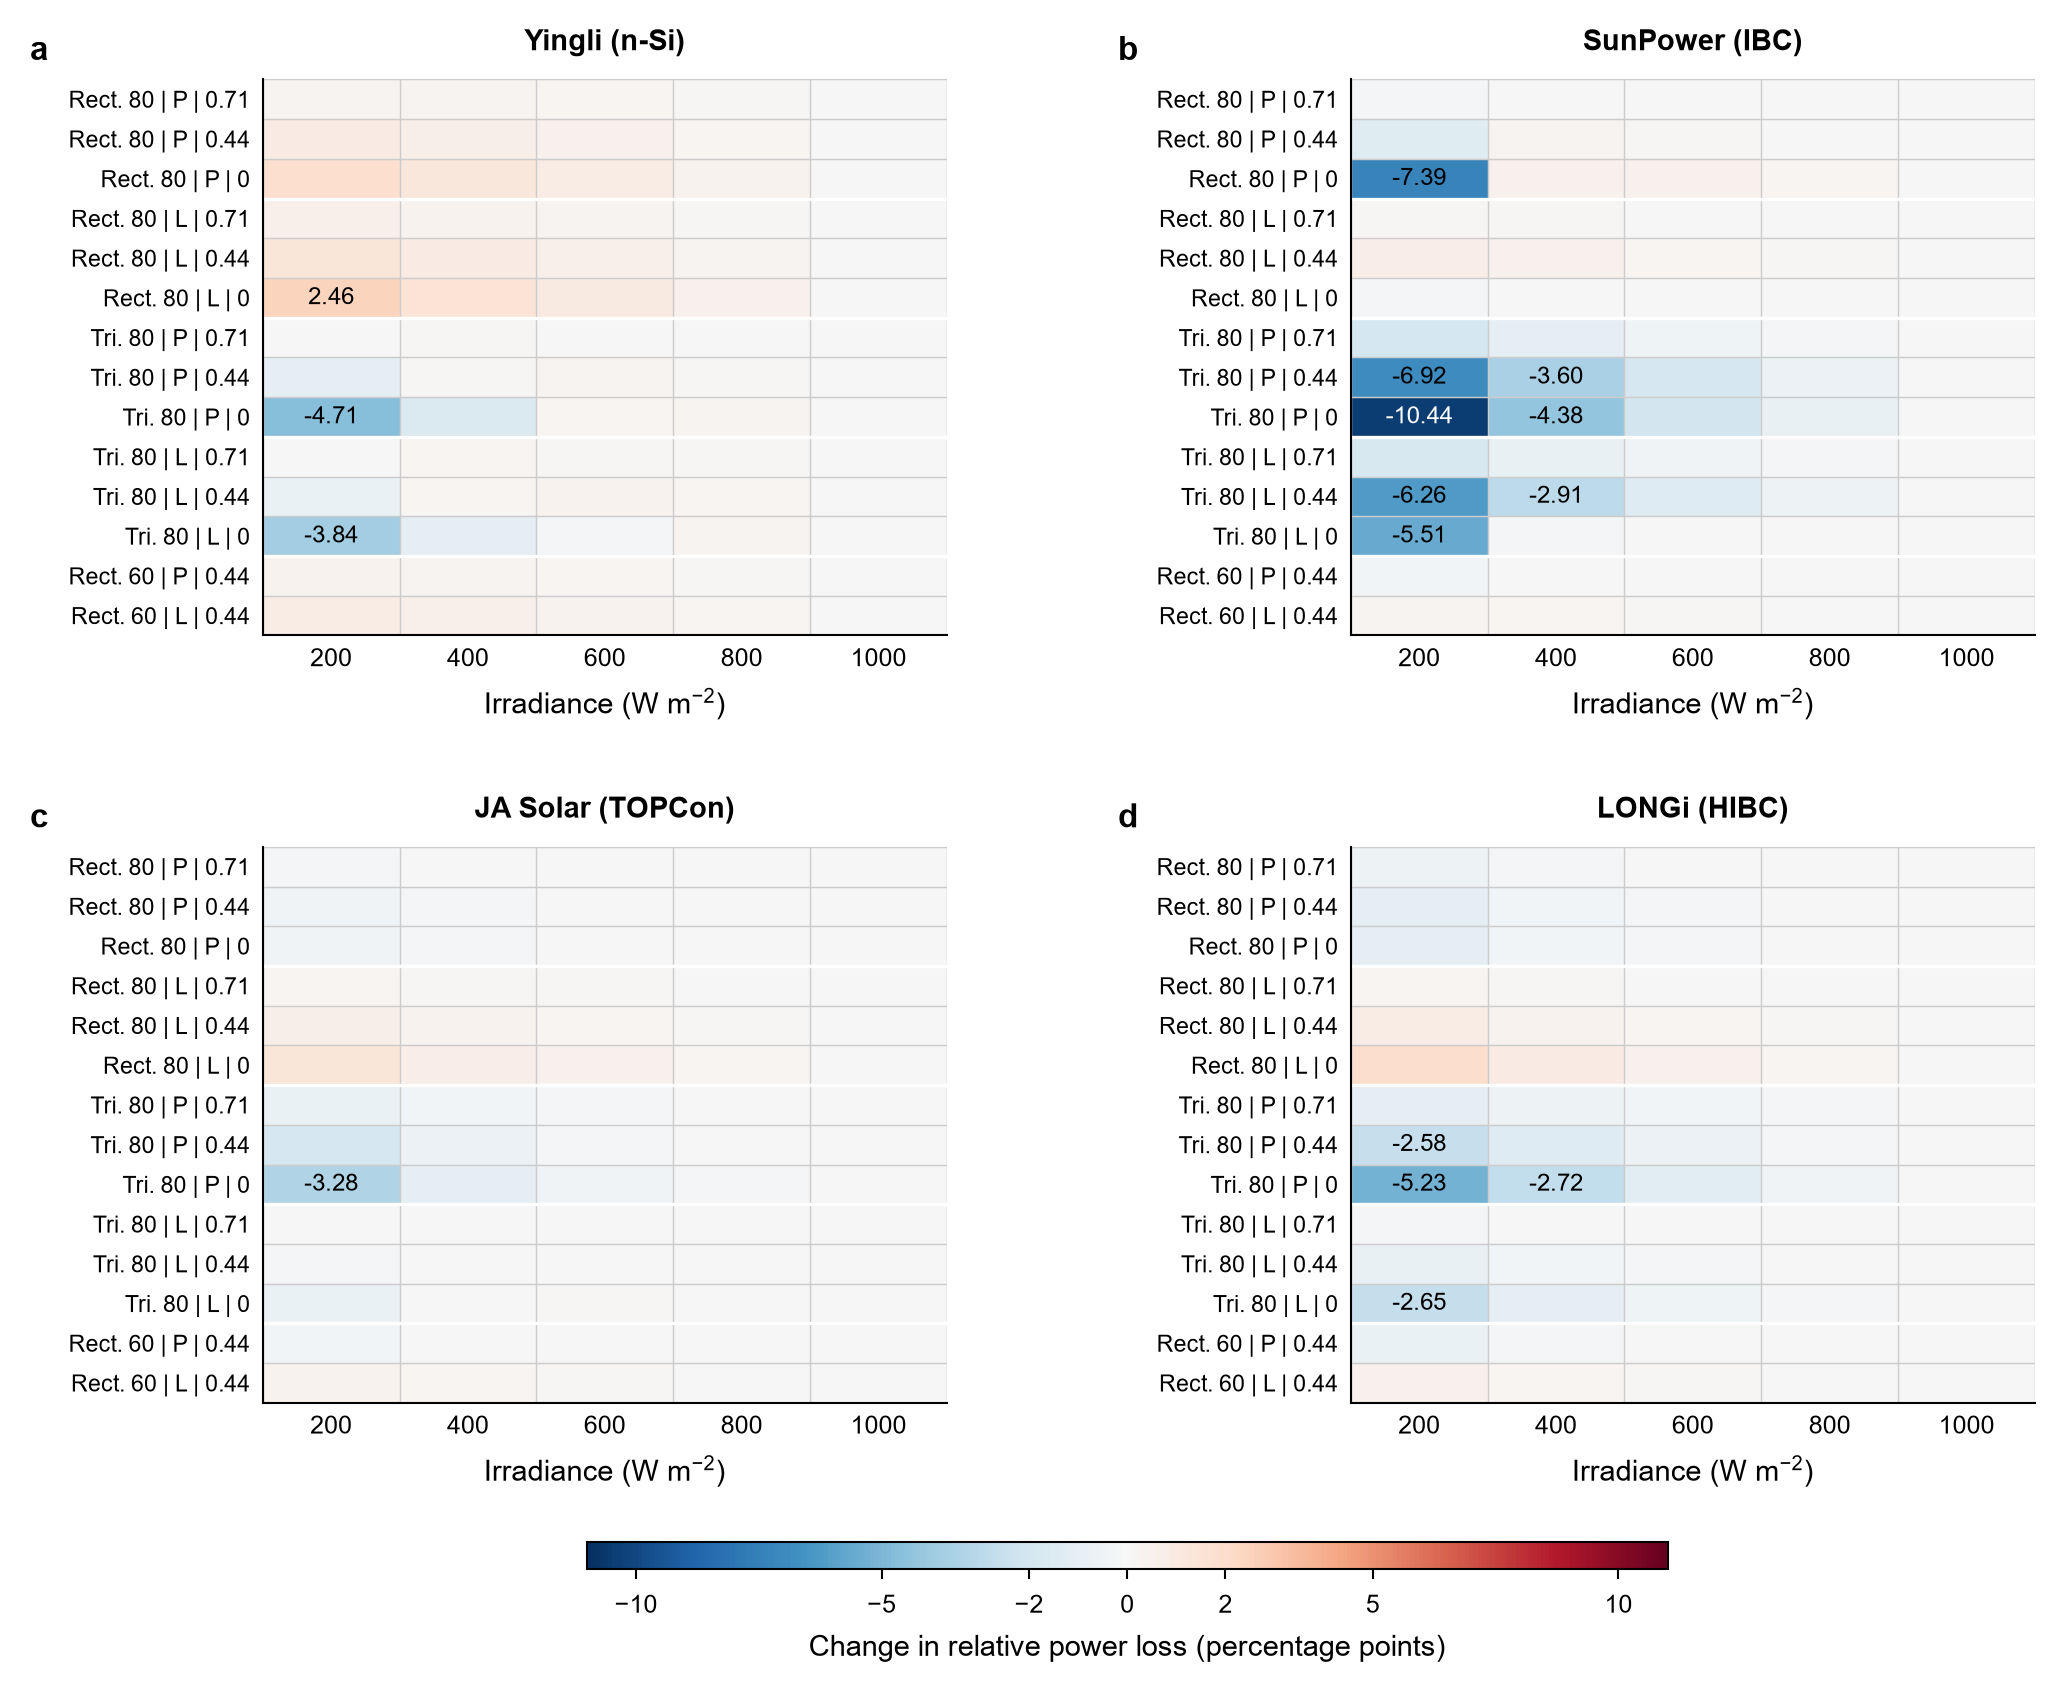 a
Yingli (n-Si)
Rect. 80 | P | 0.71
Rect. 80 | P | 0.44
Rect. 80 | P | 0
Rect. 80 | L | 0.71
Rect. 80 | L | 0.44
Rect. 80 | L | 0 2.46
Tri. 80 | P | 0.71
Tri. 80 | P | 0.44
Tri. 80 | P | 0 -4.71
Tri. 80 | L | 0.71
Tri. 80 | L | 0.44
Tri. 80 | L | 0 -3.84
Rect. 60 | P | 0.44
Rect. 60 | L | 0.44
200 400 600 800 1000
Irradiance (W m⁻²)
b
SunPower (IBC)
Rect. 80 | P | 0.71
Rect. 80 | P | 0.44
Rect. 80 | P | 0 -7.39
Rect. 80 | L | 0.71
Rect. 80 | L | 0.44
Rect. 80 | L | 0
Tri. 80 | P | 0.71
Tri. 80 | P | 0.44 -6.92 -3.60
Tri. 80 | P | 0 -10.44 -4.38
Tri. 80 | L | 0.71
Tri. 80 | L | 0.44 -6.26 -2.91
Tri. 80 | L | 0 -5.51
Rect. 60 | P | 0.44
Rect. 60 | L | 0.44
200 400 600 800 1000
Irradiance (W m⁻²)
c
JA Solar (TOPCon)
Rect. 80 | P | 0.71
Rect. 80 | P | 0.44
Rect. 80 | P | 0
Rect. 80 | L | 0.71
Rect. 80 | L | 0.44
Rect. 80 | L | 0
Tri. 80 | P | 0.71
Tri. 80 | P | 0.44
Tri. 80 | P | 0 -3.28
Tri. 80 | L | 0.71
Tri. 80 | L | 0.44
Tri. 80 | L | 0
Rect. 60 | P | 0.44
Rect. 60 | L | 0.44
200 400 600 800 1000
Irradiance (W m⁻²)
d
LONGi (HIBC)
Rect. 80 | P | 0.71
Rect. 80 | P | 0.44
Rect. 80 | P | 0
Rect. 80 | L | 0.71
Rect. 80 | L | 0.44
Rect. 80 | L | 0
Tri. 80 | P | 0.71
Tri. 80 | P | 0.44 -2.58
Tri. 80 | P | 0 -5.23 -2.72
Tri. 80 | L | 0.71
Tri. 80 | L | 0.44
Tri. 80 | L | 0 -2.65
Rect. 60 | P | 0.44
Rect. 60 | L | 0.44
200 400 600 800 1000
Irradiance (W m⁻²)
−10 −5 −2 0 2 5 10
Change in relative power loss (percentage points)